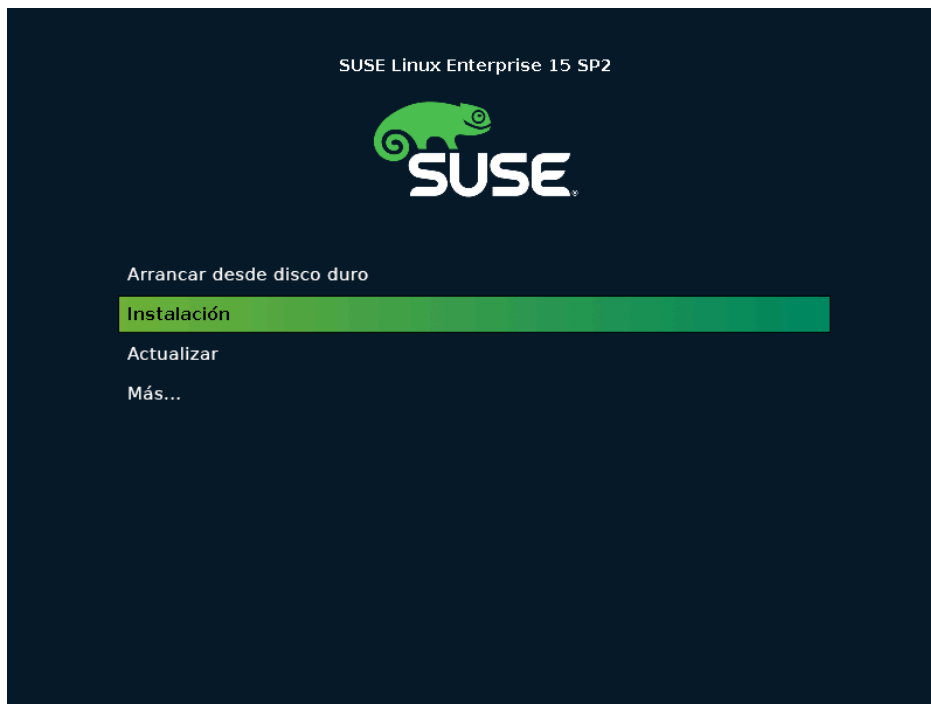 SUSE Linux Enterprise 15 SP2
SUSE®
Arrancar desde disco duro
Instalación
Actualizar
Más...